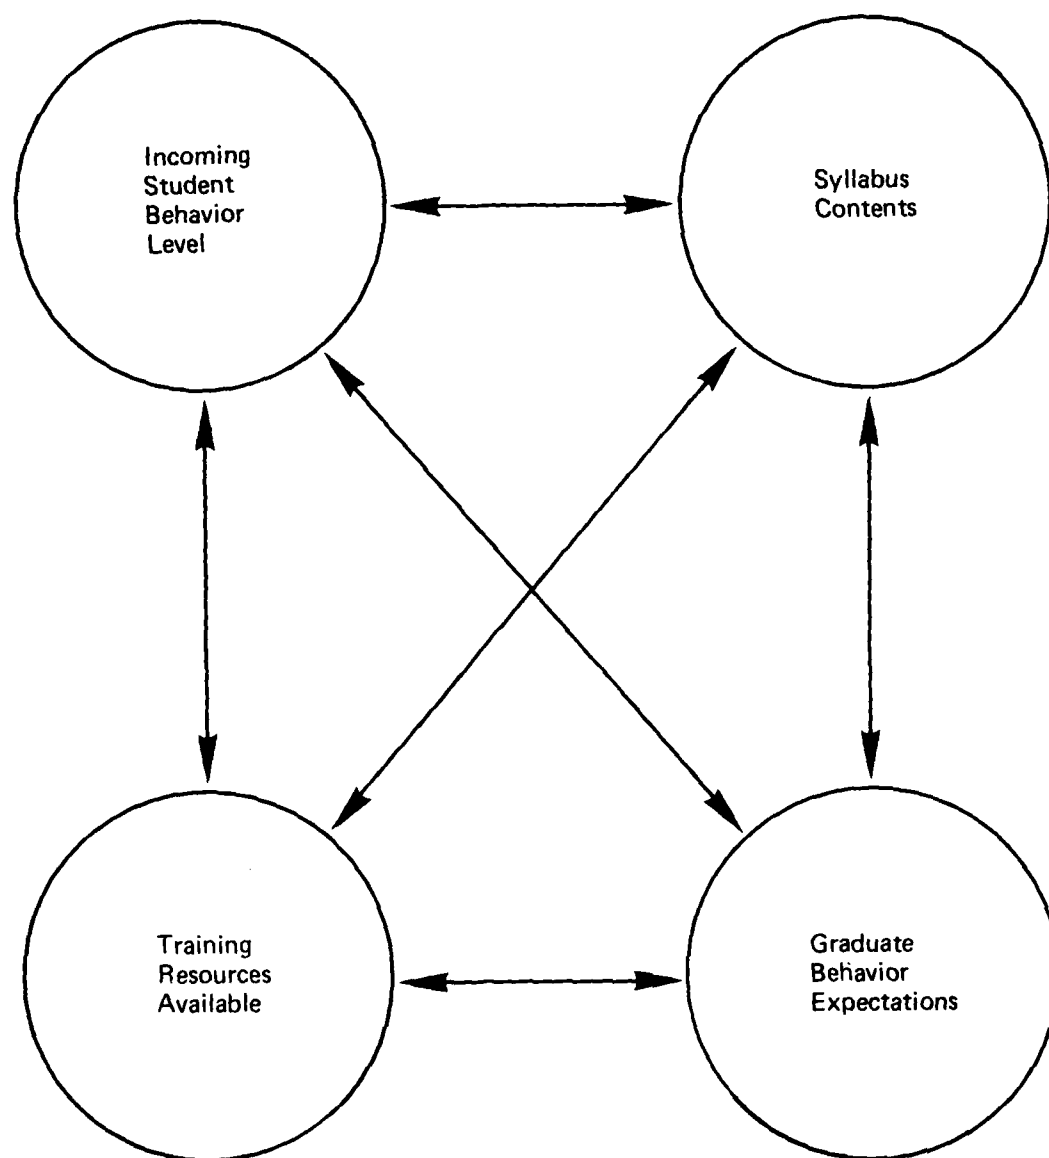 Incoming
Student
Behavior
Level
Syllabus
Contents
Training
Resources
Available
Graduate
Behavior
Expectations